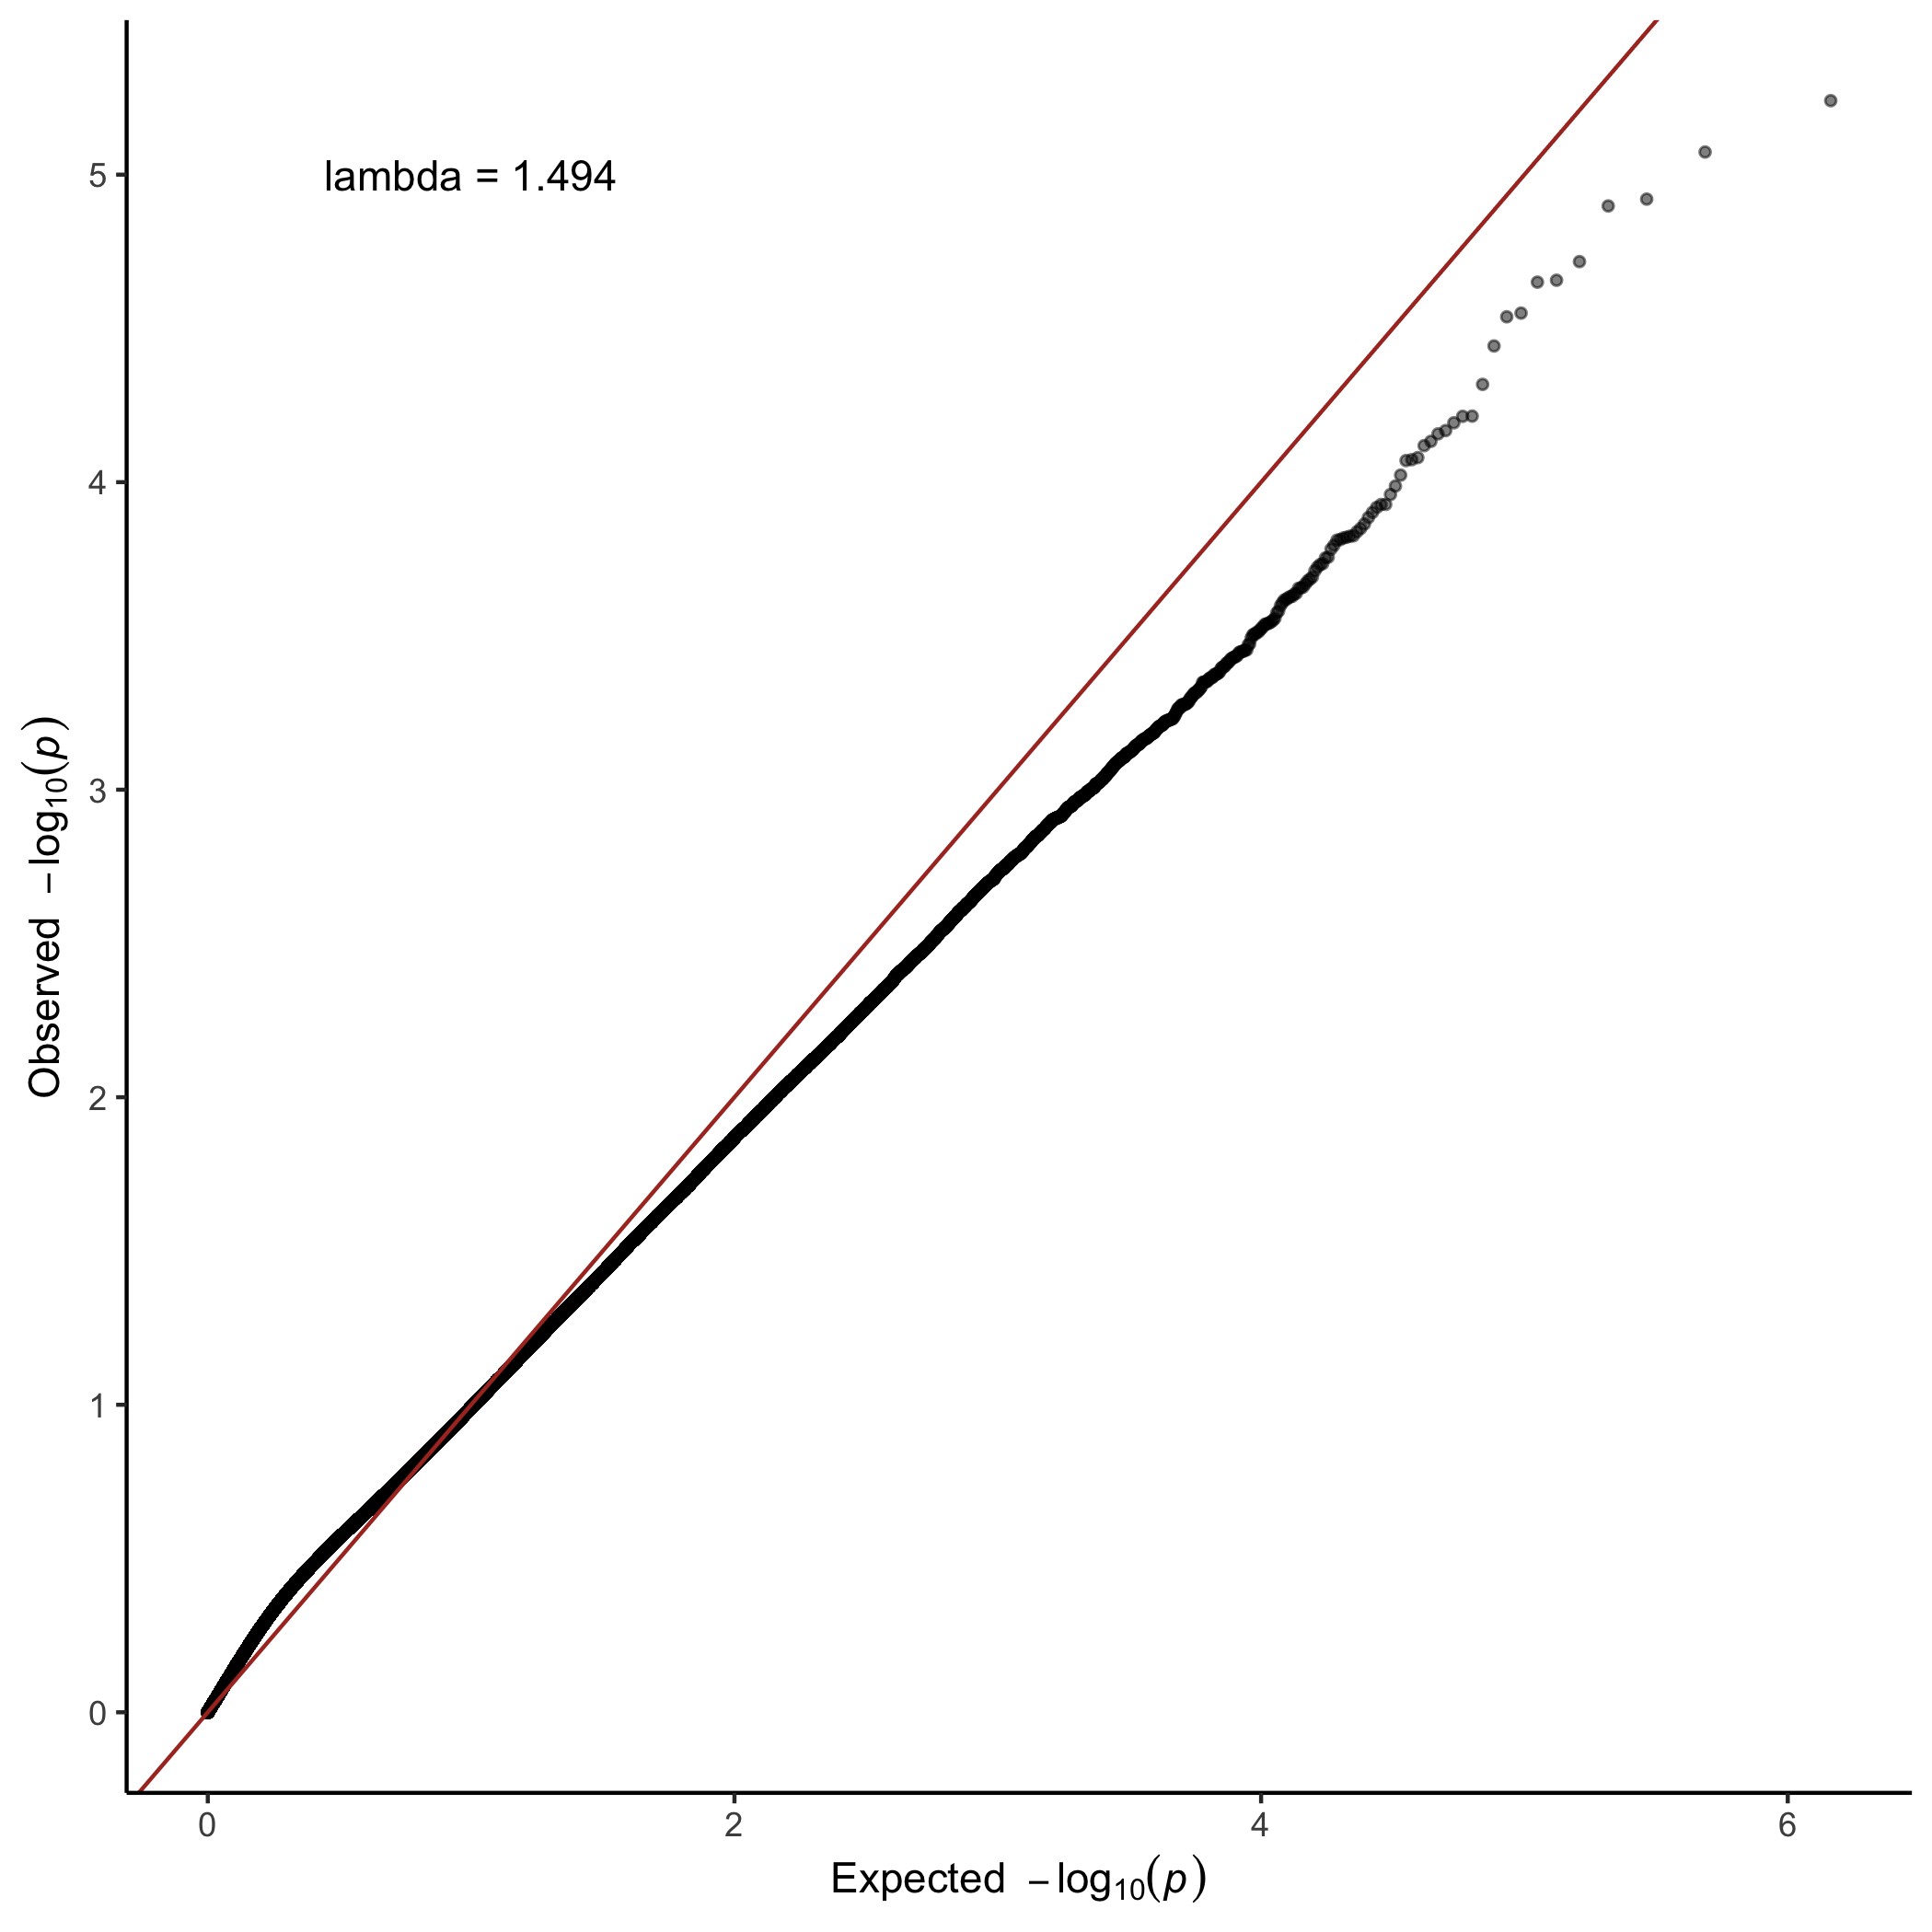 lambda = 1.494
5
4
3
2
1
0
Observed −log10(p)
0 2 4 6
Expected −log10(p)